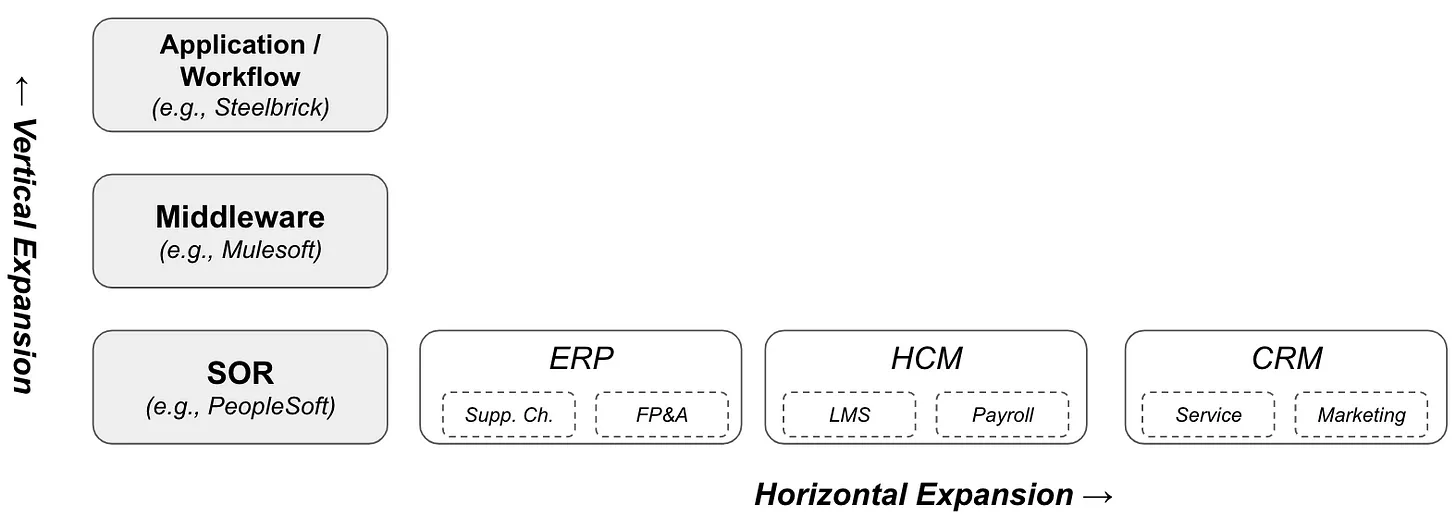 Application /
Workflow
(e.g., Steelbrick)
← Vertical Expansion
Middleware
(e.g., Mulesoft)
SOR
(e.g., PeopleSoft)
ERP
Supp. Ch.
FP&A
HCM
LMS
Payroll
CRM
Service
Marketing
Horizontal Expansion →